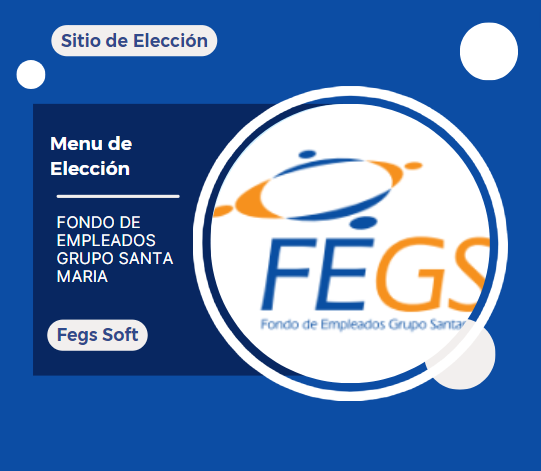 Sitio de Elección
Menu de
Elección
FONDO DE
EMPLEADOS
GRUPO SANTA
MARIA
Fegs Soft
FEGS
Fondo de Empleados Grupo Santa